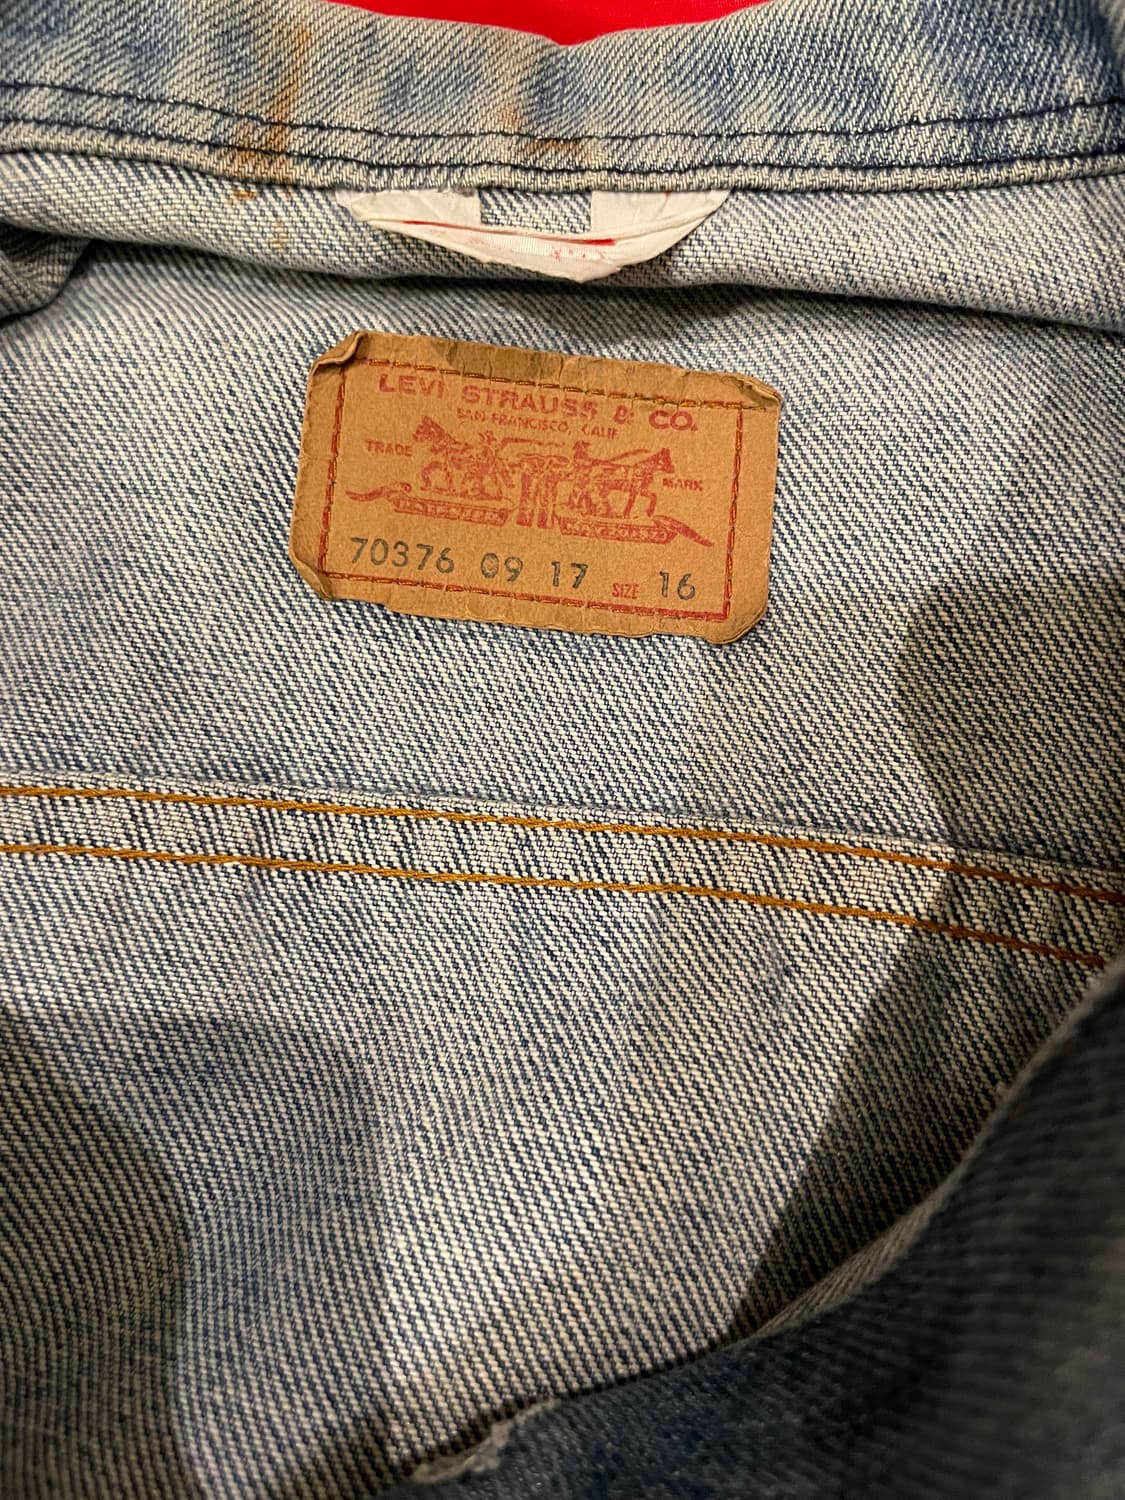 LEVI STRAUSS & CO.
SAN FRANCISCO, CALIF
TRADE MARK
70376 09 17 SIZE 16